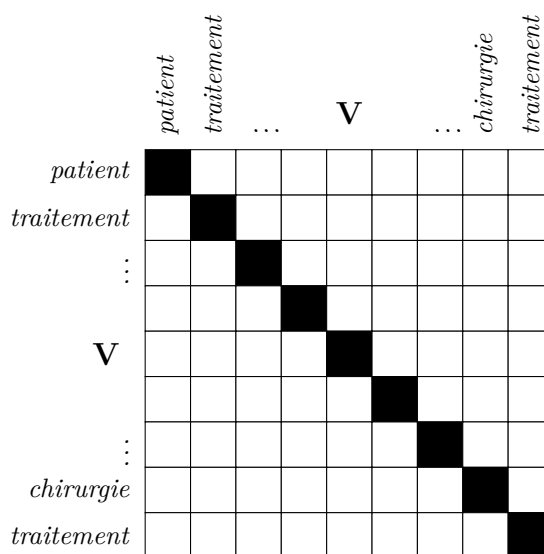 patient
traitement
...
V
...
chirurgie
traitement
patient
traitement
⋮
V
⋮
chirurgie
traitement